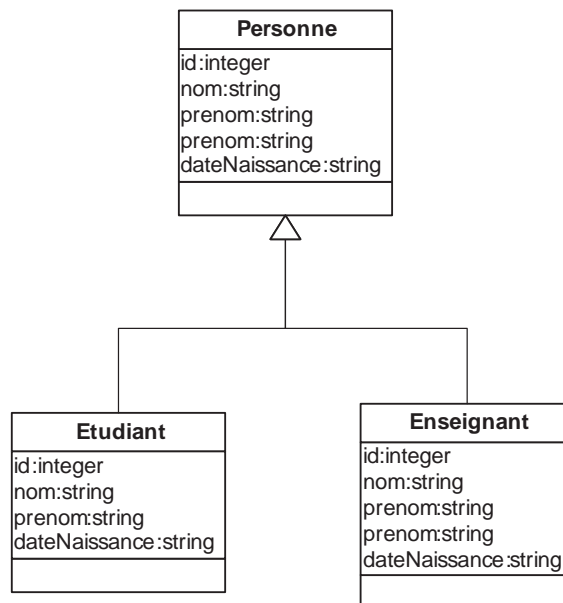 Personne
id:integer
nom:string
prenom:string
prenom:string
dateNaissance:string
Etudiant
id:integer
nom:string
prenom:string
dateNaissance:string
Enseignant
id:integer
nom:string
prenom:string
prenom:string
dateNaissance:string